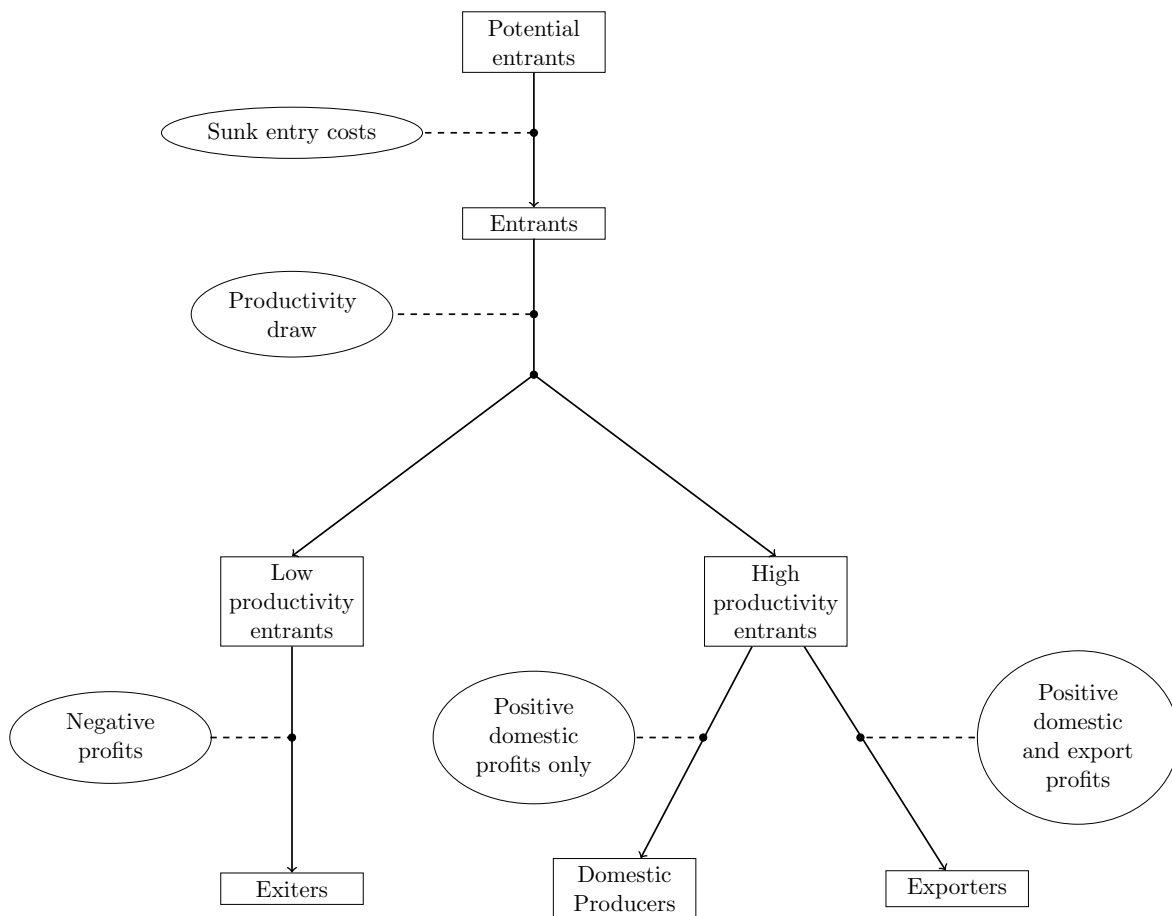 Potential
entrants
Sunk entry costs
Entrants
Productivity
draw
Low
productivity
entrants
High
productivity
entrants
Negative
profits
Positive
domestic
profits only
Positive
domestic
and export
profits
Exiters
Domestic
Producers
Exporters